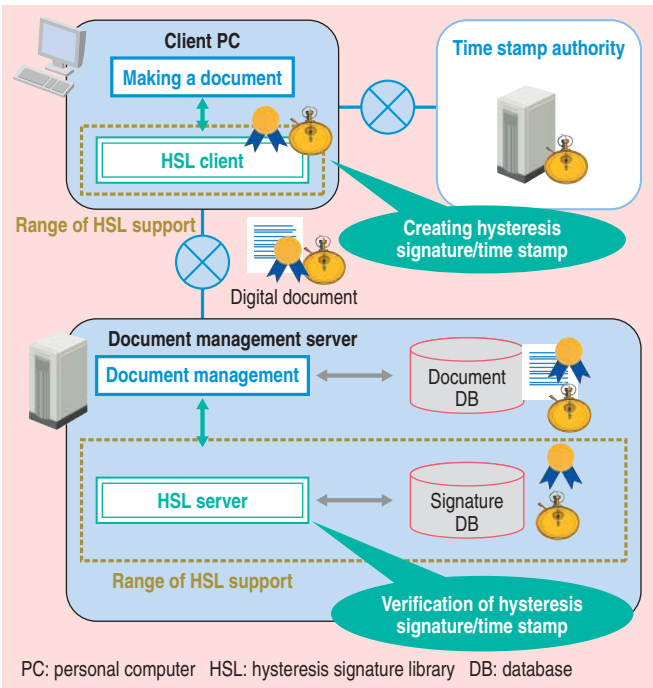 Client PC
Time stamp authority
Making a document
HSL client
Range of HSL support
Creating hysteresis
signature/time stamp
Digital document
Document management server
Document management
Document
DB
HSL server
Signature
DB
Range of HSL support
Verification of hysteresis
signature/time stamp
PC: personal computer HSL: hysteresis signature library DB: database